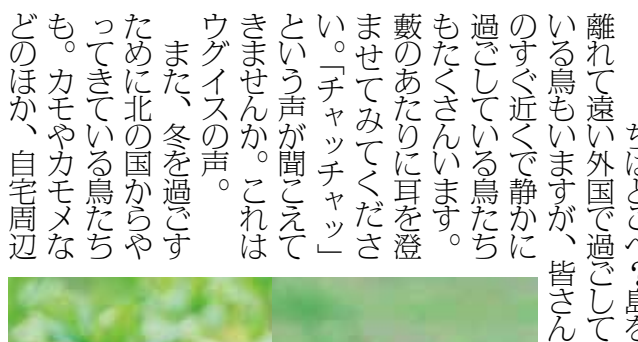 ちはどこへ？島を
離れて遠い外国で過ごして
いる鳥もいますが、皆さん
のすぐ近くで静かに
過ごしている鳥たち
もたくさんいます。
藪のあたりに耳を澄
ませてみてくださ
い。「チャッチャッ」
という声が聞こえて
きませんか。これは
ウグイスの声。
また、冬を過ごす
ために北の国からや
ってきている鳥たち
も。カモやカモメな
どのほか、自宅周辺